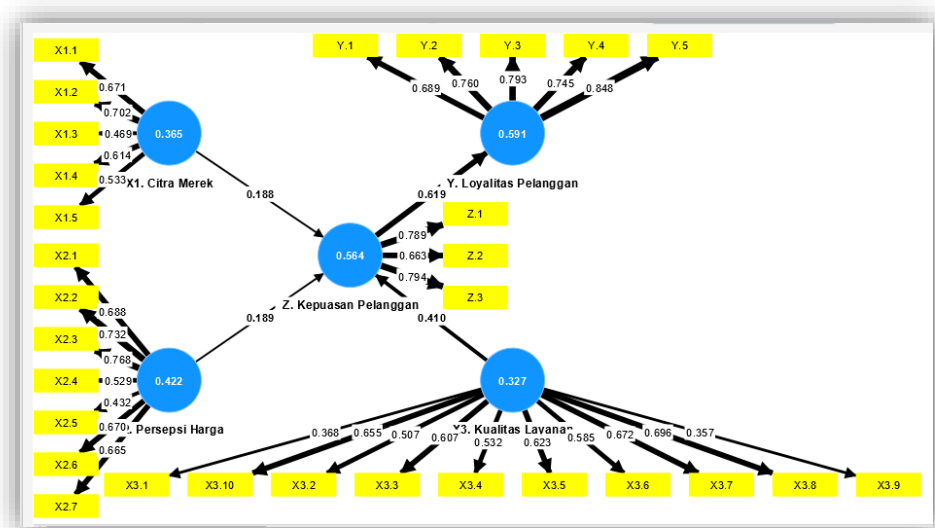 Y.1
Y.2
Y.3
Y.4
Y.5
X1.1
X1.2
X1.3
X1.4
X1.5
0.671
0.702
0.469
0.614
0.533
0.365
X1. Citra Merek
0.689
0.760
0.793
0.745
0.848
0.591
Y. Loyalitas Pelanggan
0.188
0.619
0.564
Z. Kepuasan Pelanggan
0.789
0.663
0.794
Z.1
Z.2
Z.3
0.189
0.410
X2.1
X2.2
X2.3
X2.4
X2.5
X2.6
X2.7
0.688
0.732
0.768
0.529
0.432
0.670
0.665
0.422
Persepsi Harga
0.327
X3. Kualitas Layanan
0.368
0.655
0.507
0.607
0.532
0.623
0.585
0.672
0.696
0.357
X3.1
X3.10
X3.2
X3.3
X3.4
X3.5
X3.6
X3.7
X3.8
X3.9